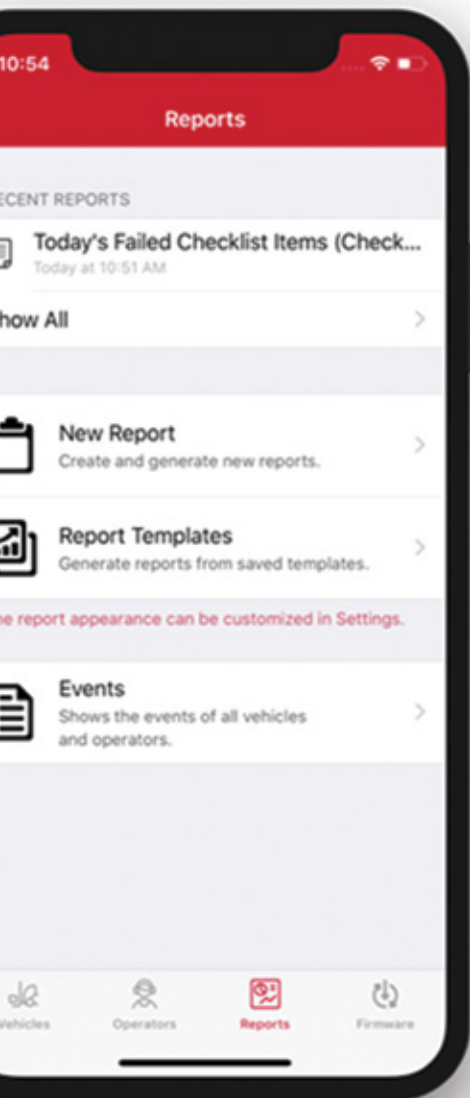 10:54
Reports
ECENT REPORTS
Today's Failed Checklist Items (Check...
Today at 10:51 AM
how All
New Report
Create and generate new reports.
Report Templates
Generate reports from saved templates.
he report appearance can be customized in Settings.
Events
Shows the events of all vehicles
and operators.
Vehicles
Operators
Reports
Firmware